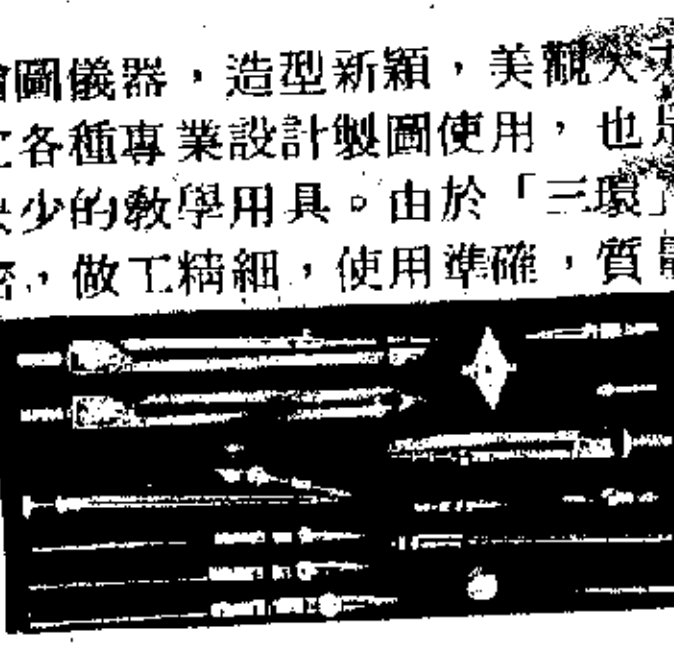 圖儀器，造型新穎，美觀大
各種專業設計製圖使用，也
少的教學用具。由於「三環」
，做工精細，使用準確，質量